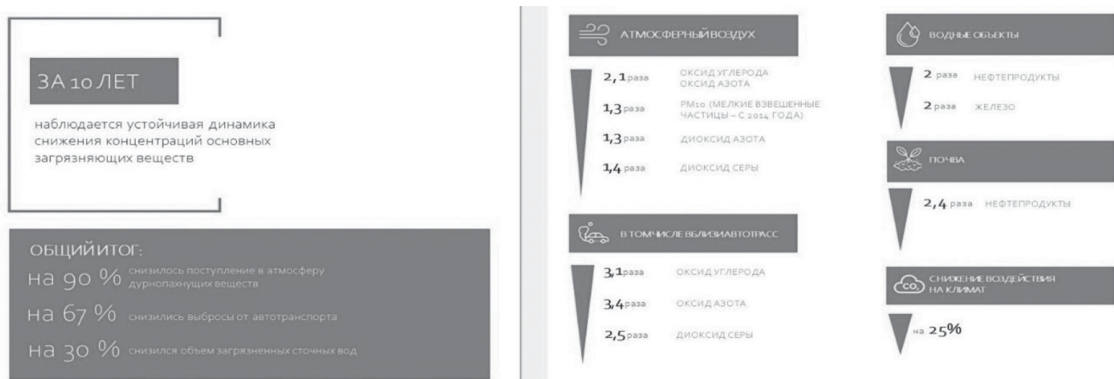 ЗА 10 ЛЕТ
наблюдается устойчивая динамика
снижения концентраций основных
загрязняющих веществ
ОБЩИЙ ИТОГ:
на 90 % снизилось поступление в атмосферу
дурнопахнущих веществ
на 67 % снизились выбросы от автотранспорта
на 30 % снизился объем загрязненных сточных вод
АТМОСФЕРНЫЙ ВОЗДУХ
2,1 раза ОКСИД УГЛЕРОДА
ОКСИД АЗОТА
1,3 раза PM10 (МЕЛКИЕ ВЗВЕШЕННЫЕ
ЧАСТИЦЫ – С 2014 ГОДА)
1,3 раза ДИОКСИД АЗОТА
1,4 раза ДИОКСИД СЕРЫ
В ТОМ ЧИСЛЕ ВБЛИЗИ АВТОТРАСС
3,1 раза ОКСИД УГЛЕРОДА
3,4 раза ОКСИД АЗОТА
2,5 раза ДИОКСИД СЕРЫ
ВОДНЫЕ ОБЪЕКТЫ
2 раза НЕФТЕПРОДУКТЫ
2 раза ЖЕЛЕЗО
ПОЧВА
2,4 раза НЕФТЕПРОДУКТЫ
CO₂
СНИЖЕНИЕ ВОЗДЕЙСТВИЯ
НА КЛИМАТ
на 25%